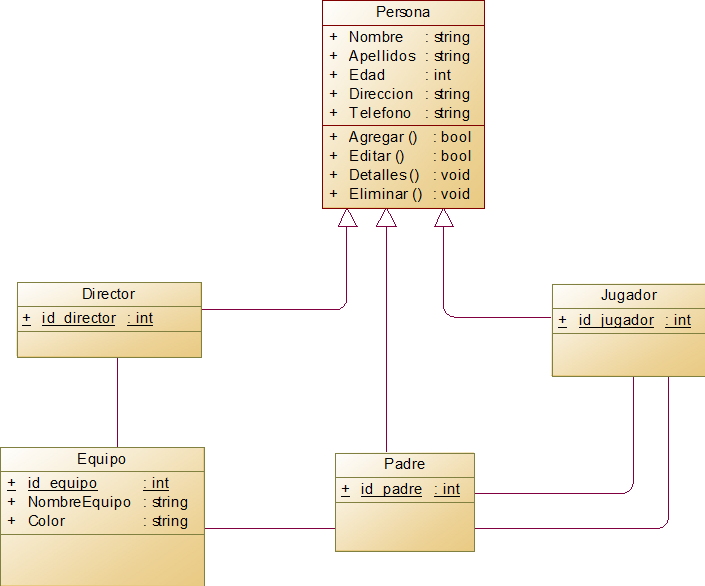 Persona
+ Nombre : string
+ Apellidos : string
+ Edad : int
+ Direccion : string
+ Telefono : string
+ Agregar () : bool
+ Editar () : bool
+ Detalles () : void
+ Eliminar () : void
Director
+ id_director : int
Jugador
+ id_jugador : int
Equipo
+ id_equipo : int
+ NombreEquipo : string
+ Color : string
Padre
+ id_padre : int